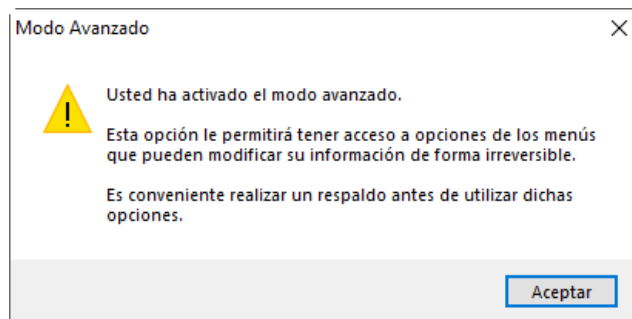 Modo Avanzado
Usted ha activado el modo avanzado.
Esta opción le permitirá tener acceso a opciones de los menús
que pueden modificar su información de forma irreversible.
Es conveniente realizar un respaldo antes de utilizar dichas
opciones.
Aceptar